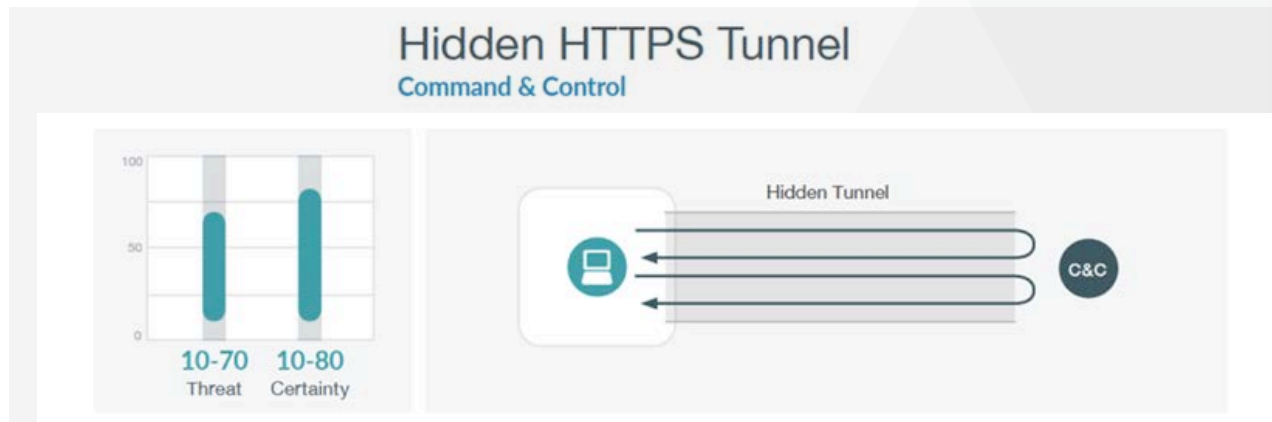 Hidden HTTPS Tunnel
Command & Control
100
50
0
10-70
Threat
10-80
Certainty
Hidden Tunnel
C&C